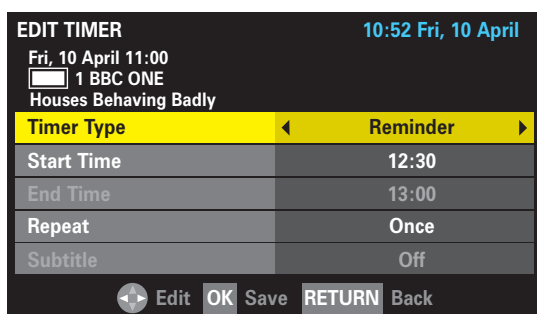 EDIT TIMER 10:52 Fri, 10 April
Fri, 10 April 11:00
1 BBC ONE
Houses Behaving Badly
Timer Type Reminder
Start Time 12:30
End Time 13:00
Repeat Once
Subtitle Off
Edit OK Save RETURN Back